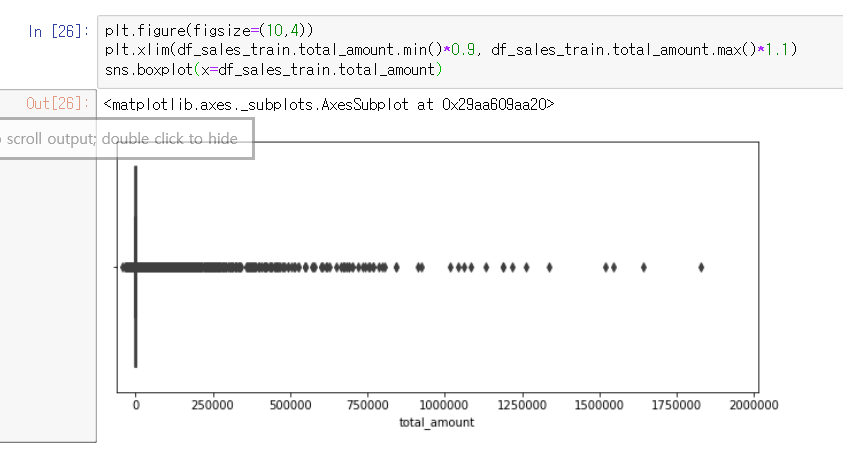 In [26]:
plt.figure(figsize=(10,4))
plt.xlim(df_sales_train.total_amount.min()*0.9, df_sales_train.total_amount.max()*1.1)
sns.boxplot(x=df_sales_train.total_amount)
Out[26]:
<matplotlib.axes._subplots.AxesSubplot at 0x29aa609aa20>
scroll output; double click to hide
0 250000 500000 750000 1000000 1250000 1500000 1750000 2000000
total_amount